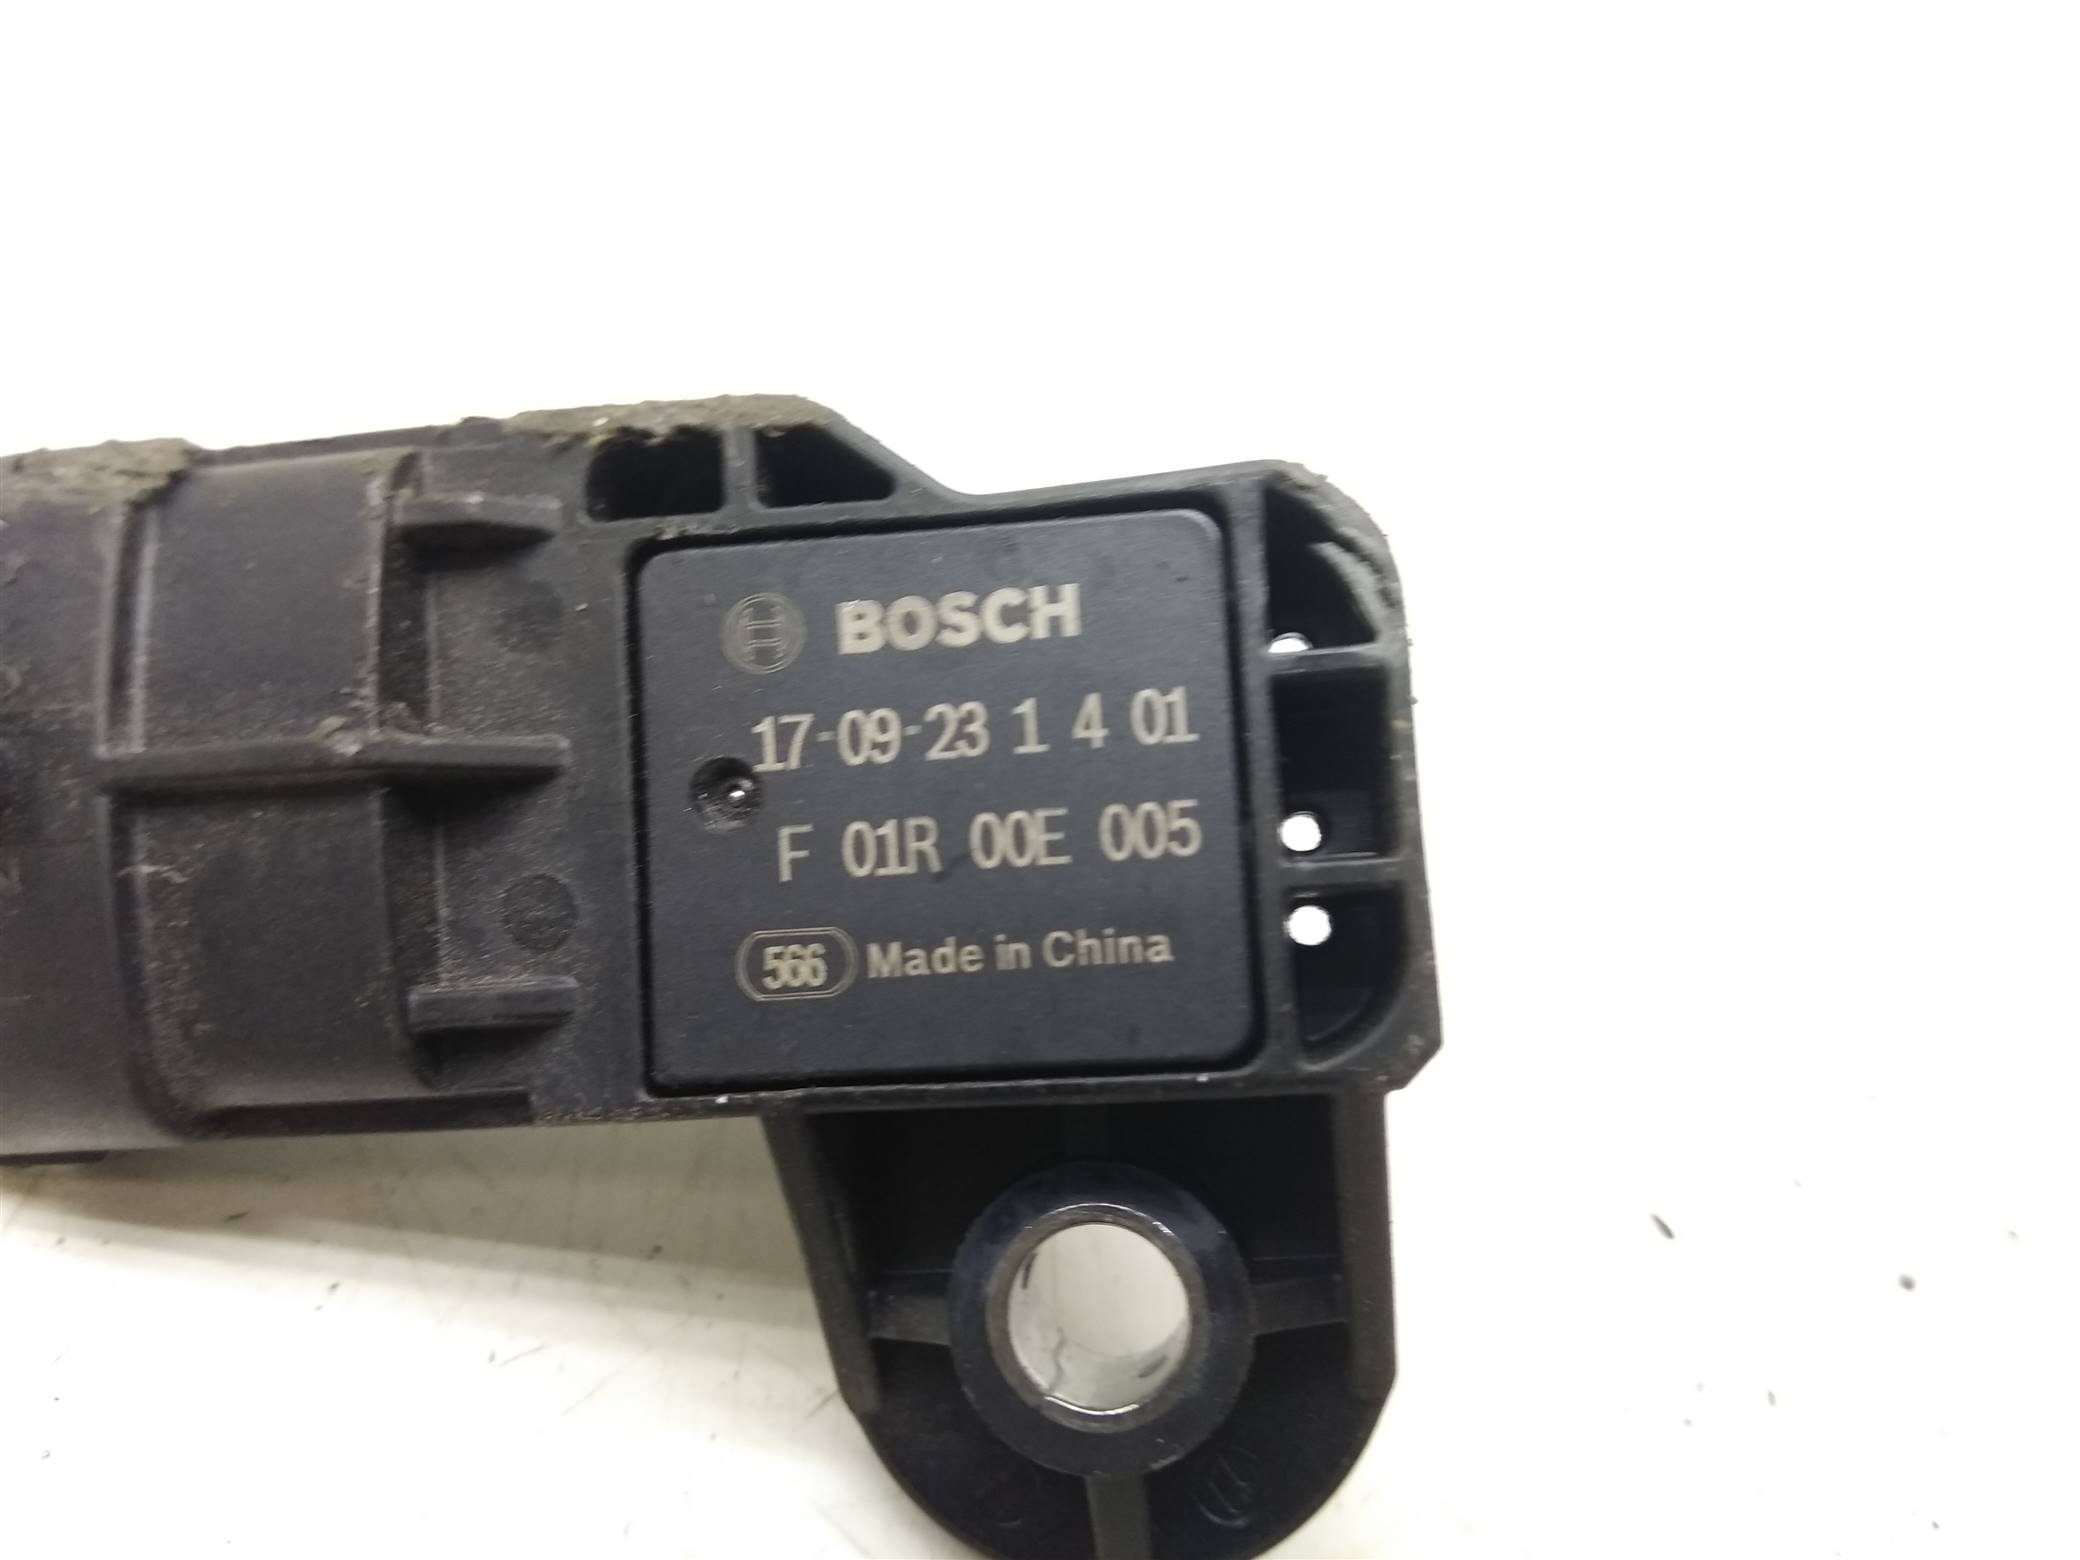 BOSCH
17-09-23 1 4 01
F 01R 00E 005
566 Made in China